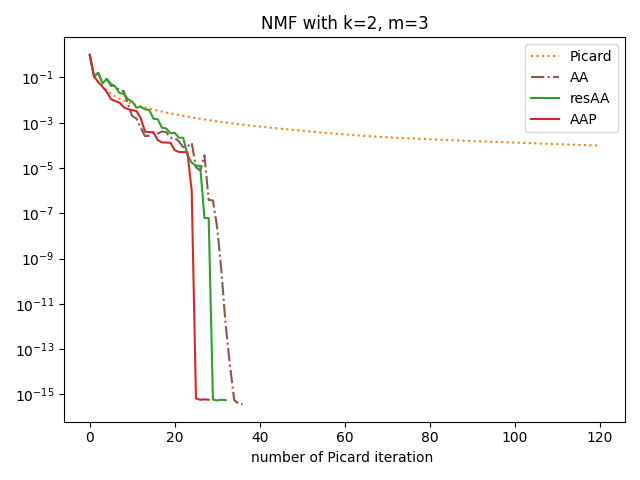 NMF with k=2, m=3
Picard
AA
resAA
AAP
10⁻¹
10⁻³
10⁻⁵
10⁻⁷
10⁻⁹
10⁻¹¹
10⁻¹³
10⁻¹⁵
0 20 40 60 80 100 120
number of Picard iteration